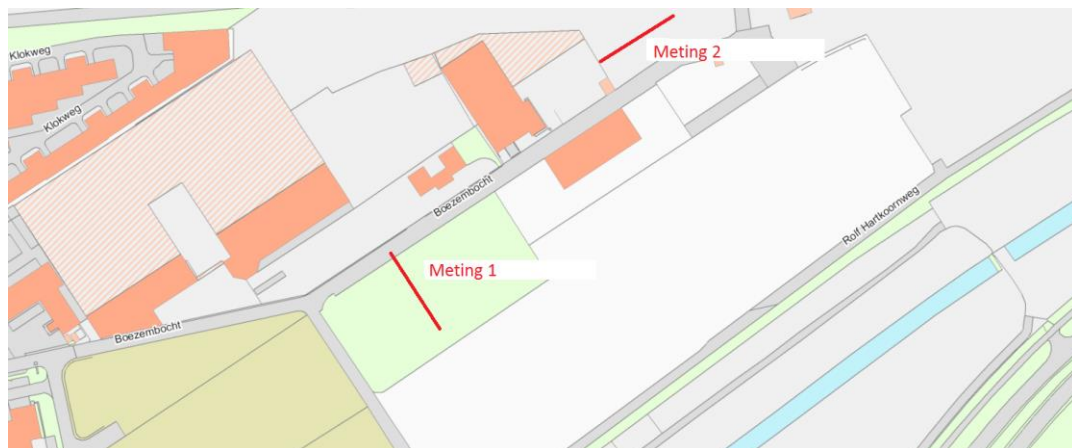 Klokweg
Meting 2
Klokweg
Boezembocht
Rolf Hartkoornweg
Meting 1
Boezembocht